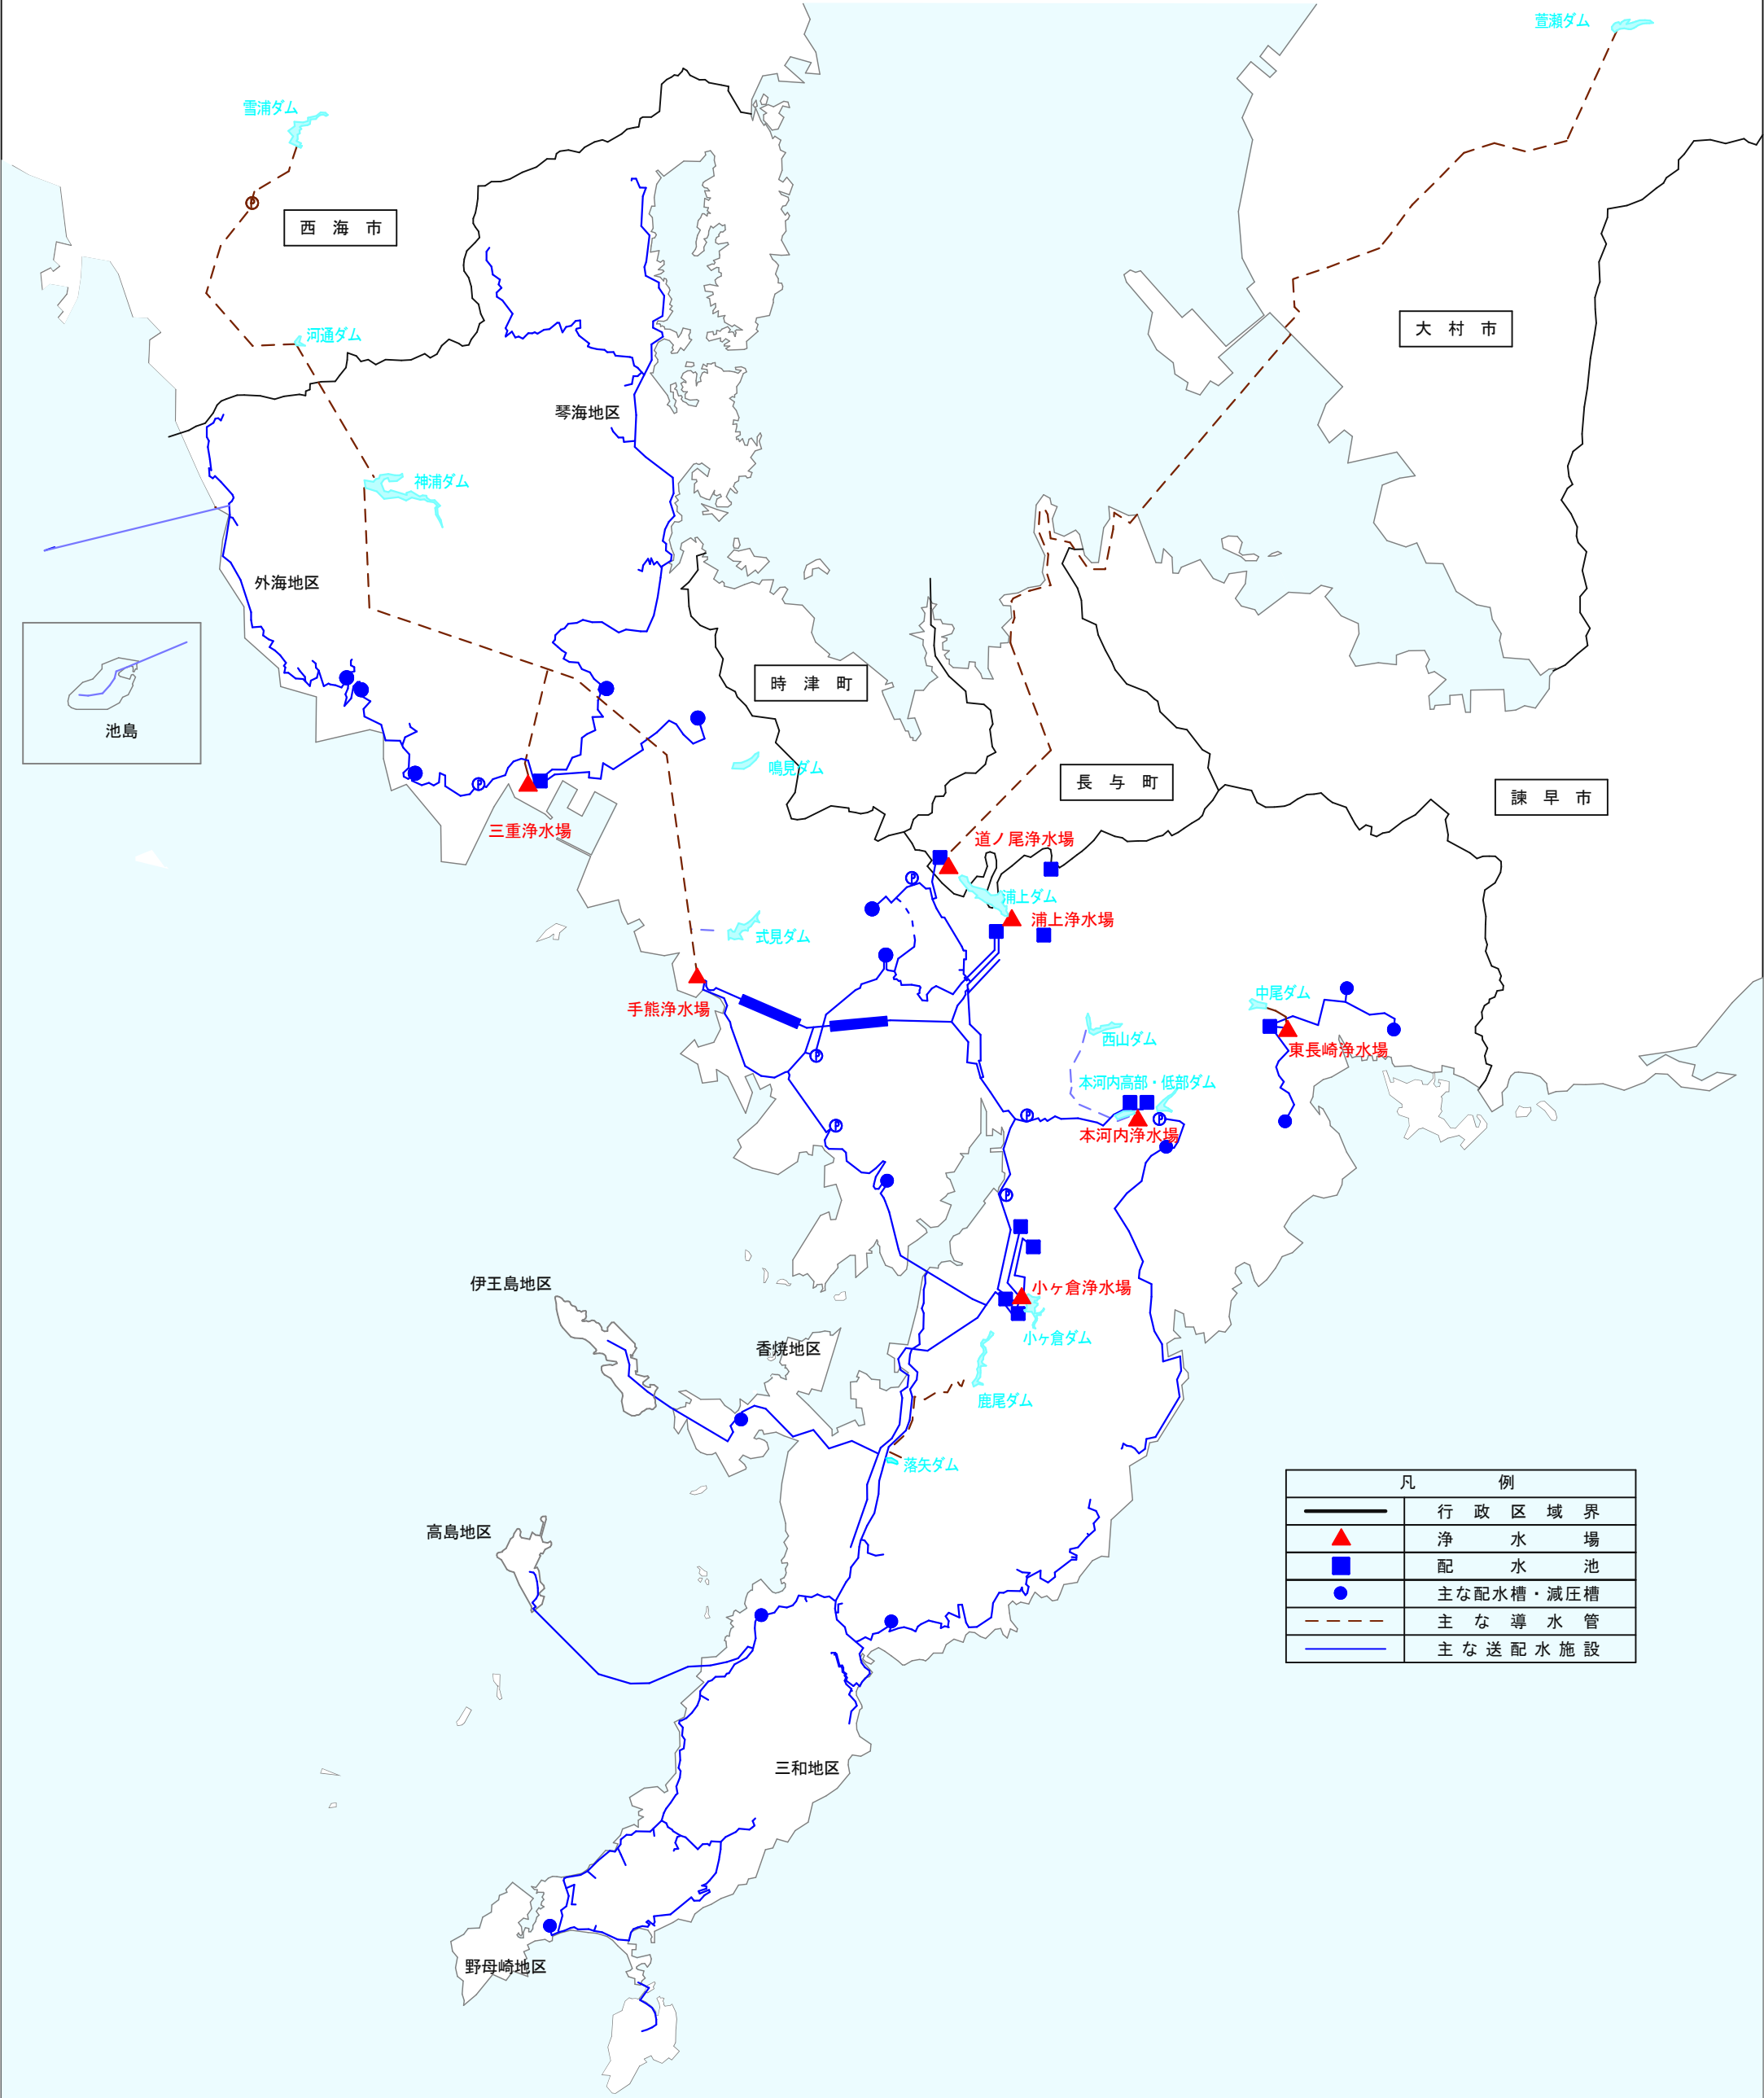 萱瀬ダム
雪浦ダム
西海市
大村市
河通ダム
琴海地区
神浦ダム
外海地区
時津町
池島
鳴見ダム
長与町
諫早市
三重浄水場
道ノ尾浄水場
浦上ダム
浦上浄水場
式見ダム
手熊浄水場
中尾ダム
西山ダム
東長崎浄水場
本河内高部・低部ダム
本河内浄水場
伊王島地区
小ヶ倉浄水場
小ヶ倉ダム
香焼地区
鹿尾ダム
落矢ダム
高島地区
凡例
行政区域界
浄水場
配水池
主な配水槽・減圧槽
主な導水管
主な送配水施設
三和地区
野母崎地区